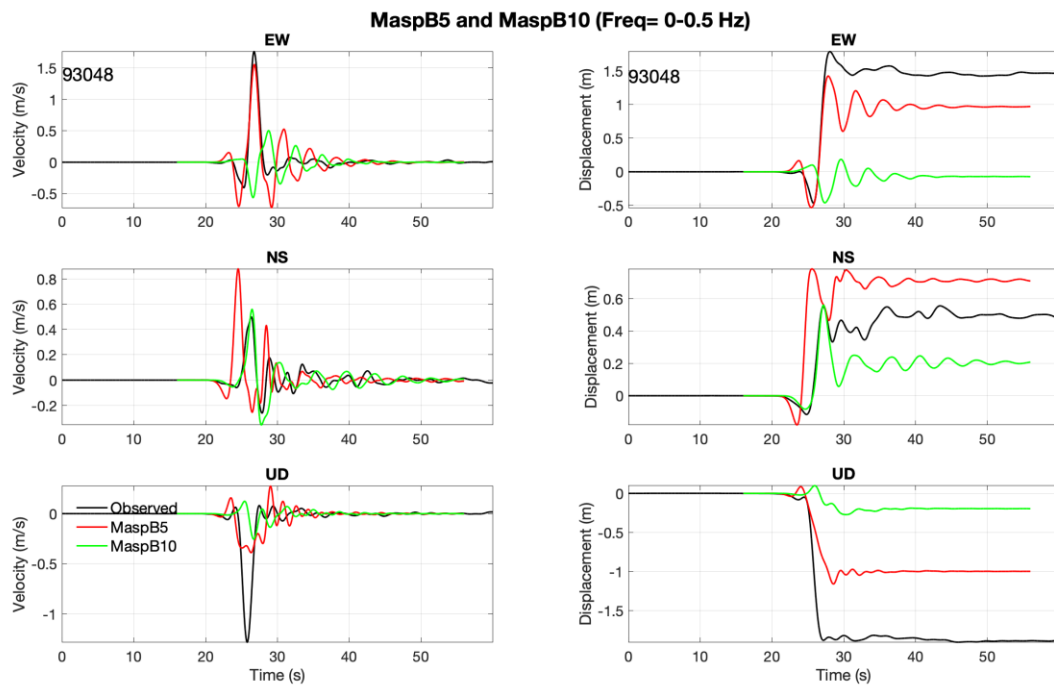 MaspB5 and MaspB10 (Freq= 0-0.5 Hz)
EW
93048
Velocity (m/s)
1.5
1
0.5
0
-0.5
0 10 20 30 40 50
EW
93048
Displacement (m)
1.5
1
0.5
0
-0.5
0 10 20 30 40 50
NS
Velocity (m/s)
0.8
0.6
0.4
0.2
0
-0.2
0 10 20 30 40 50
NS
Displacement (m)
0.6
0.4
0.2
0
0 10 20 30 40 50
UD
Velocity (m/s)
0
-0.5
-1
Observed
MaspB5
MaspB10
0 10 20 30 40 50
Time (s)
UD
Displacement (m)
0
-0.5
-1
-1.5
0 10 20 30 40 50
Time (s)